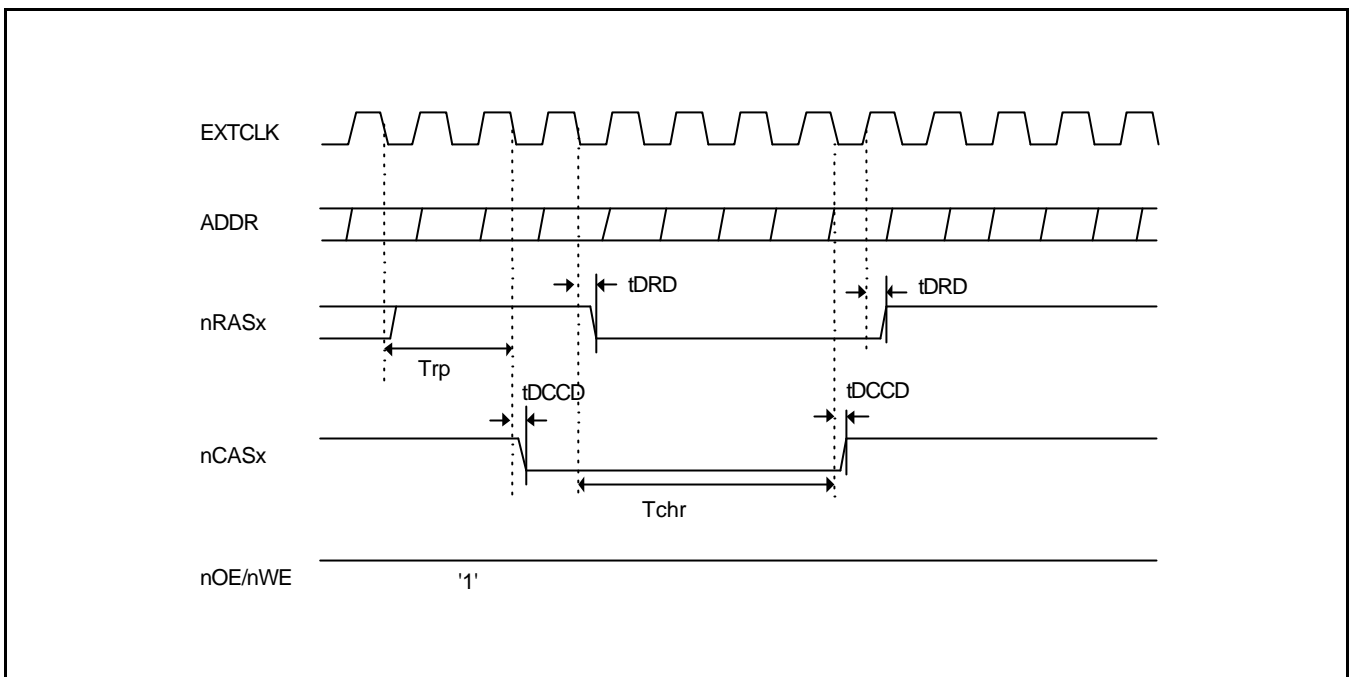 EXTCLK
ADDR
tDRD
tDRD
nRASx
Trp
tDCCD
tDCCD
nCASx
Tchr
nOE/nWE
'1'